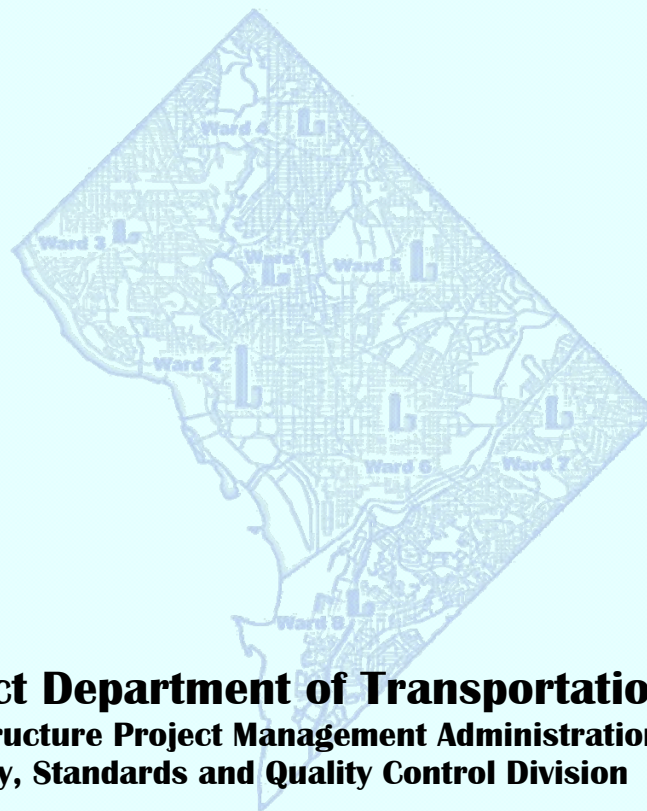 Ward 4
Ward 3
Ward 1
Ward 5
Ward 2
Ward 6
Ward 7
Ward 8
ct Department of Transportatio
ructure Project Management Administration
y, Standards and Quality Control Division